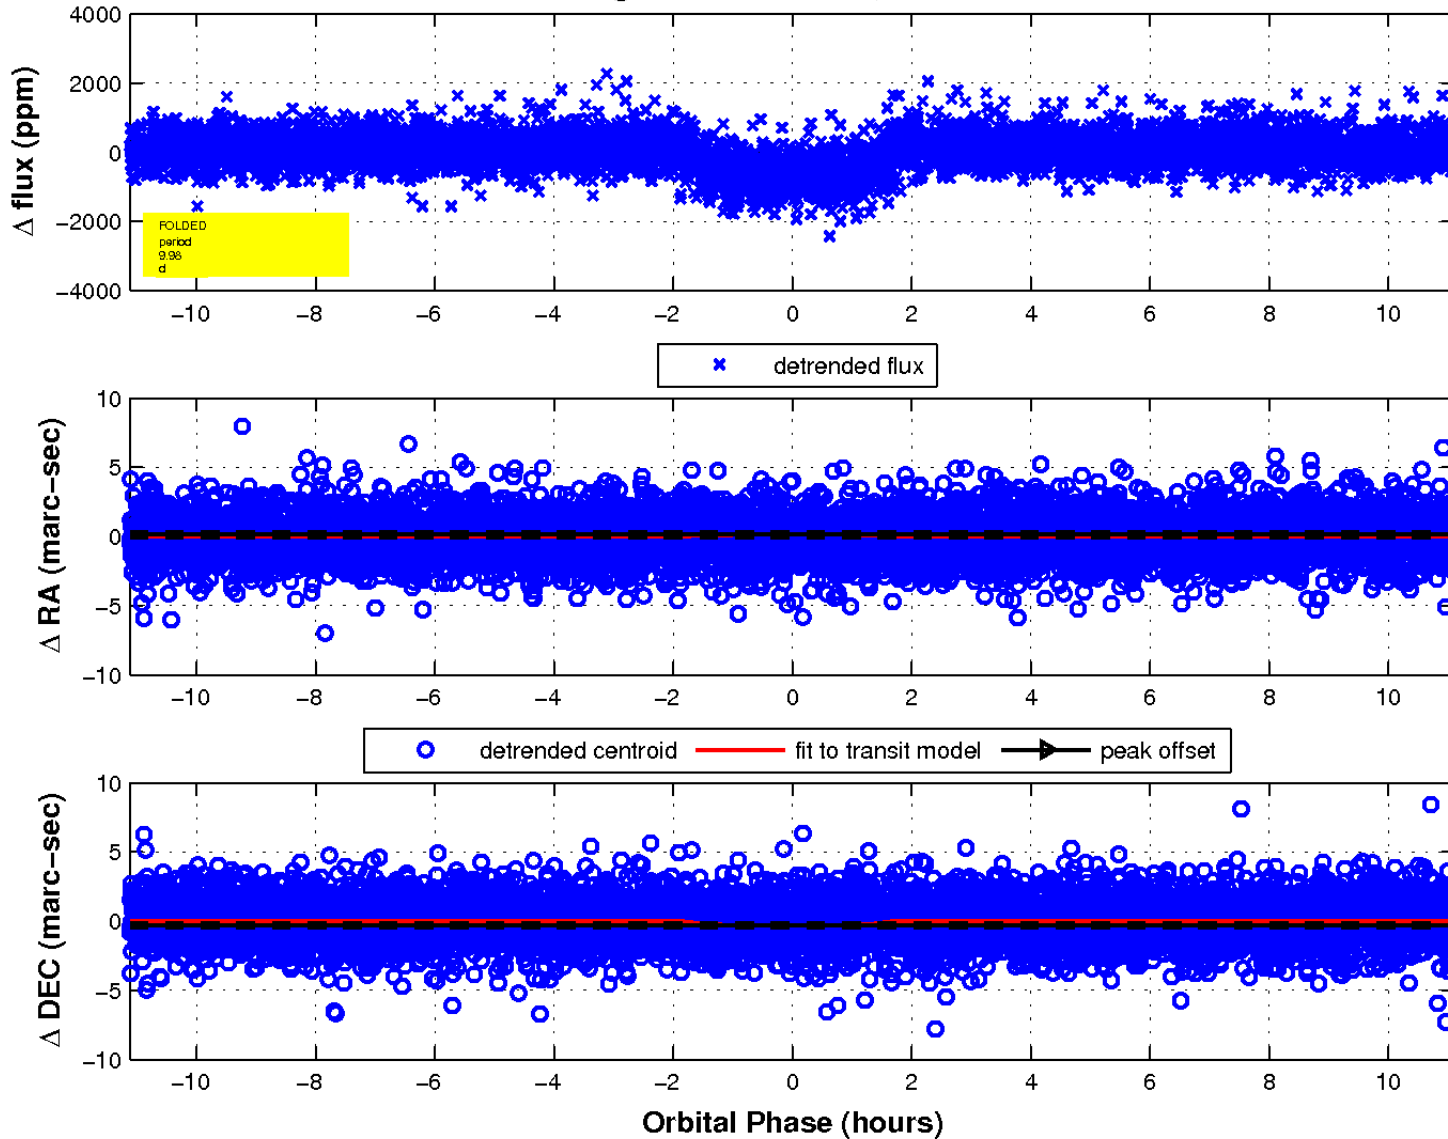 4000
2000
0
−2000
−4000
Δ flux (ppm)
FOLDED
period
9.98
d
−10 −8 −6 −4 −2 0 2 4 6 8 10
detrended flux
10
5
0
−5
−10
Δ RA (marc−sec)
−10 −8 −6 −4 −2 0 2 4 6 8 10
detrended centroid fit to transit model peak offset
10
5
0
−5
−10
Δ DEC (marc−sec)
−10 −8 −6 −4 −2 0 2 4 6 8 10
Orbital Phase (hours)